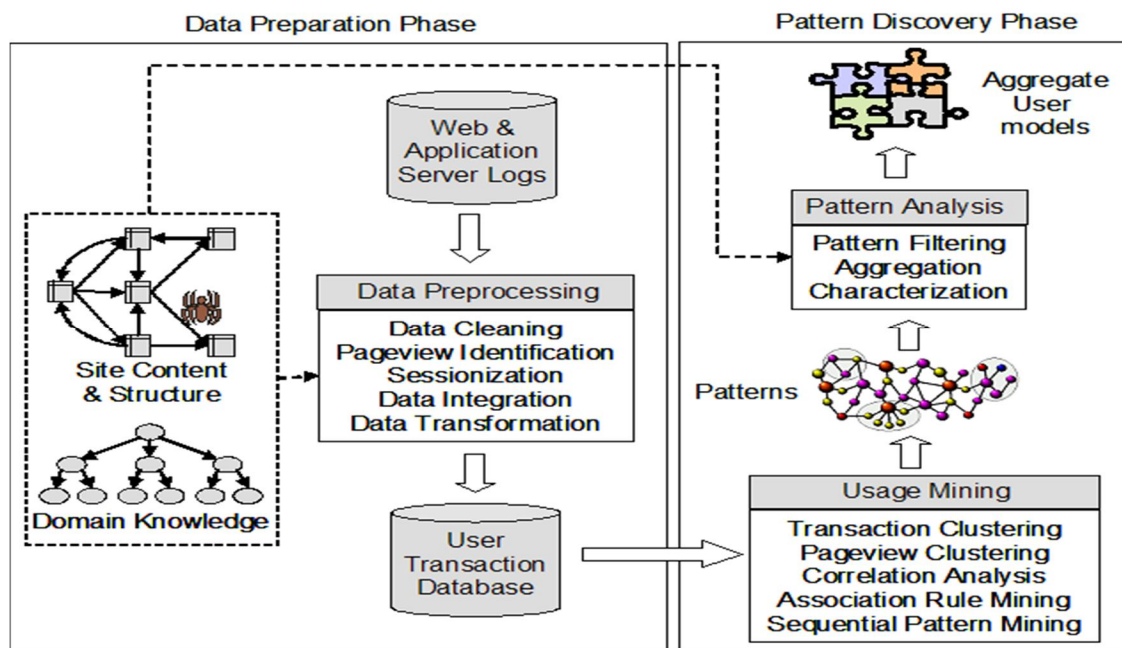 Data Preparation Phase
Web &
Application
Server Logs
Site Content
& Structure
Domain Knowledge
Data Preprocessing
Data Cleaning
Pageview Identification
Sessionization
Data Integration
Data Transformation
User
Transaction
Database
Pattern Discovery Phase
Aggregate
User
models
Pattern Analysis
Pattern Filtering
Aggregation
Characterization
Patterns
Usage Mining
Transaction Clustering
Pageview Clustering
Correlation Analysis
Association Rule Mining
Sequential Pattern Mining